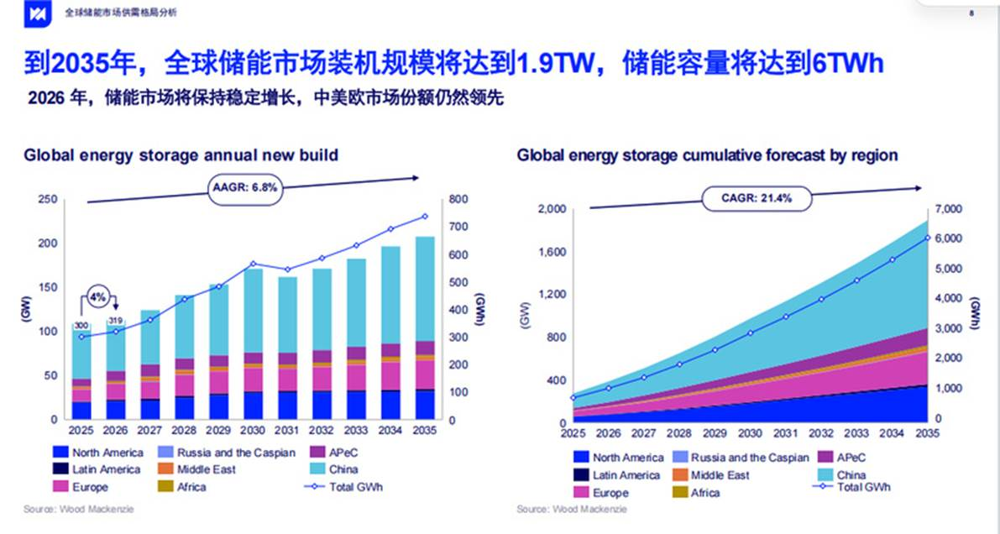 全球储能市场供需格局分析
8
到2035年，全球储能市场装机规模将达到1.9TW，储能容量将达到6TWh
2026 年，储能市场将保持稳定增长，中美欧市场份额仍然领先
Global energy storage annual new build
AAGR: 6.8%
250
200
150
100
50
0
(GW)
800
700
600
500
400
300
200
100
0
(GWh)
4%
300
319
2025 2026 2027 2028 2029 2030 2031 2032 2033 2034 2035
North America Russia and the Caspian APeC
Latin America Middle East China
Europe Africa Total GWh
Source: Wood Mackenzie
Global energy storage cumulative forecast by region
CAGR: 21.4%
2,000
1,600
1,200
800
400
0
(GW)
7,000
6,000
5,000
4,000
3,000
2,000
1,000
0
(GWh)
2025 2026 2027 2028 2029 2030 2031 2032 2033 2034 2035
North America Russia and the Caspian APeC
Latin America Middle East China
Europe Africa Total GWh
Source: Wood Mackenzie